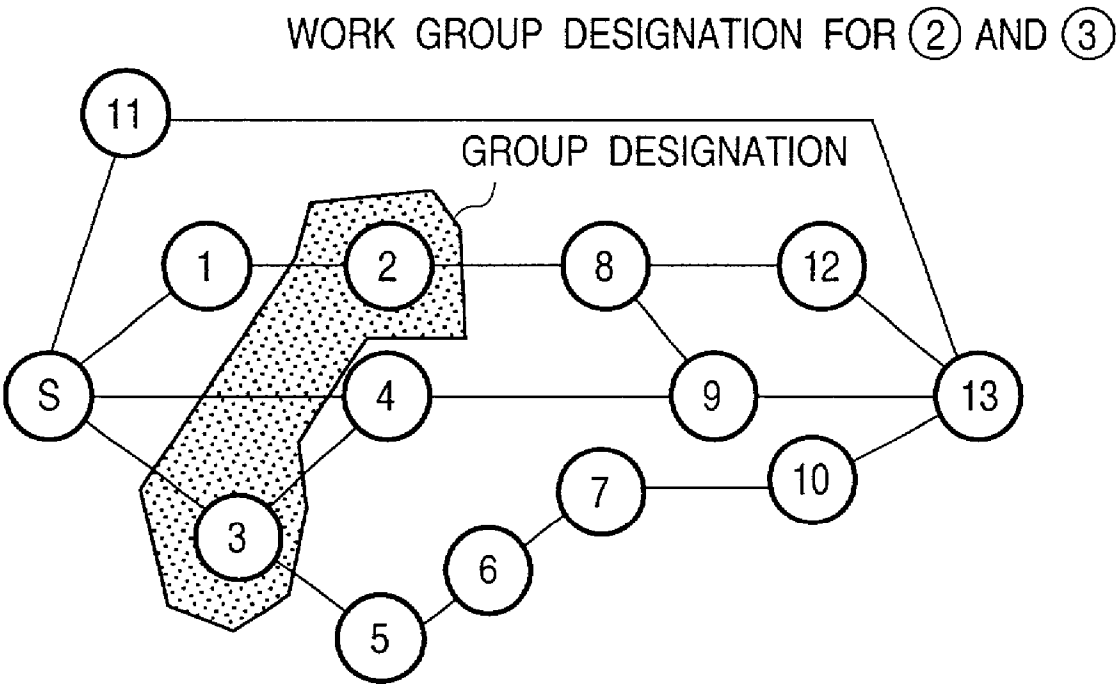 WORK GROUP DESIGNATION FOR 2 AND 3
11
GROUP DESIGNATION
1 2 8 12
S 4 9 13
7 10
3 6
5